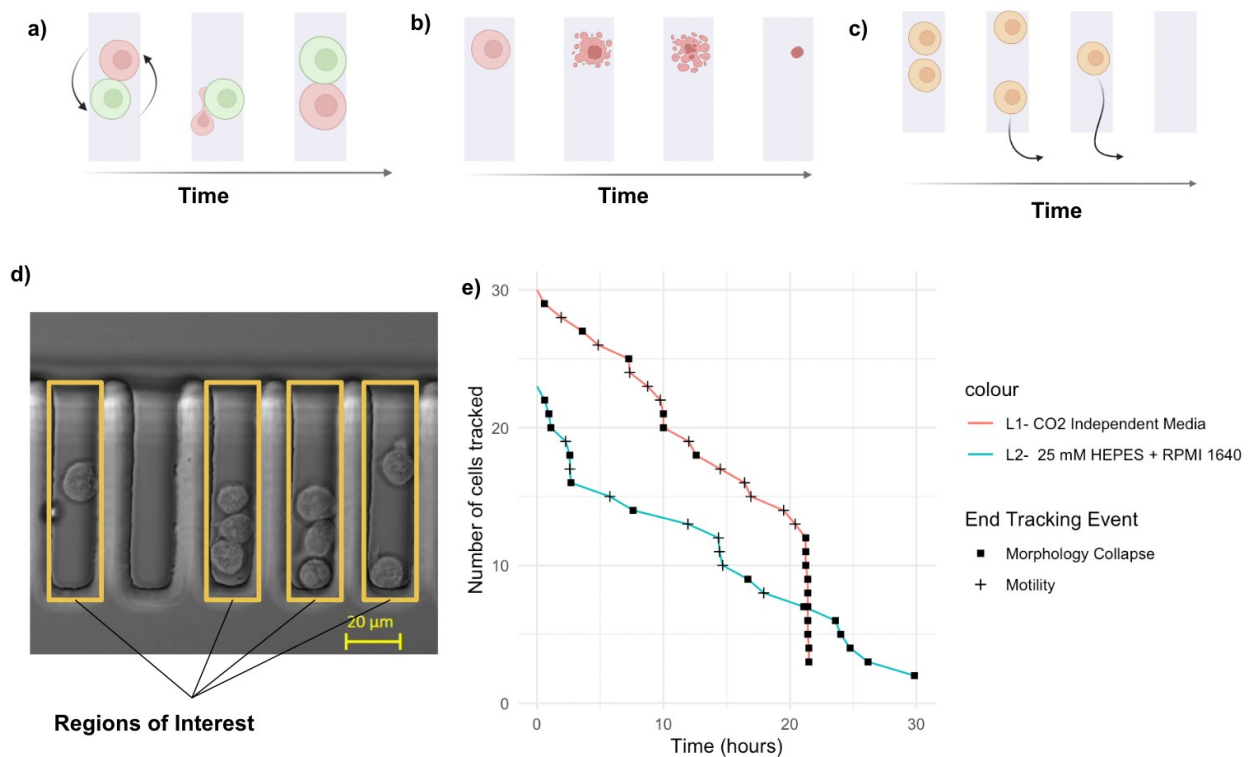 a)
b)
c)
Time
Time
Time
d)
20 µm
Regions of Interest
e)
Number of cells tracked
30
20
10
0
0
10
20
30
Time (hours)
colour
L1- CO2 Independent Media
L2- 25 mM HEPES + RPMI 1640
End Tracking Event
Morphology Collapse
Motility